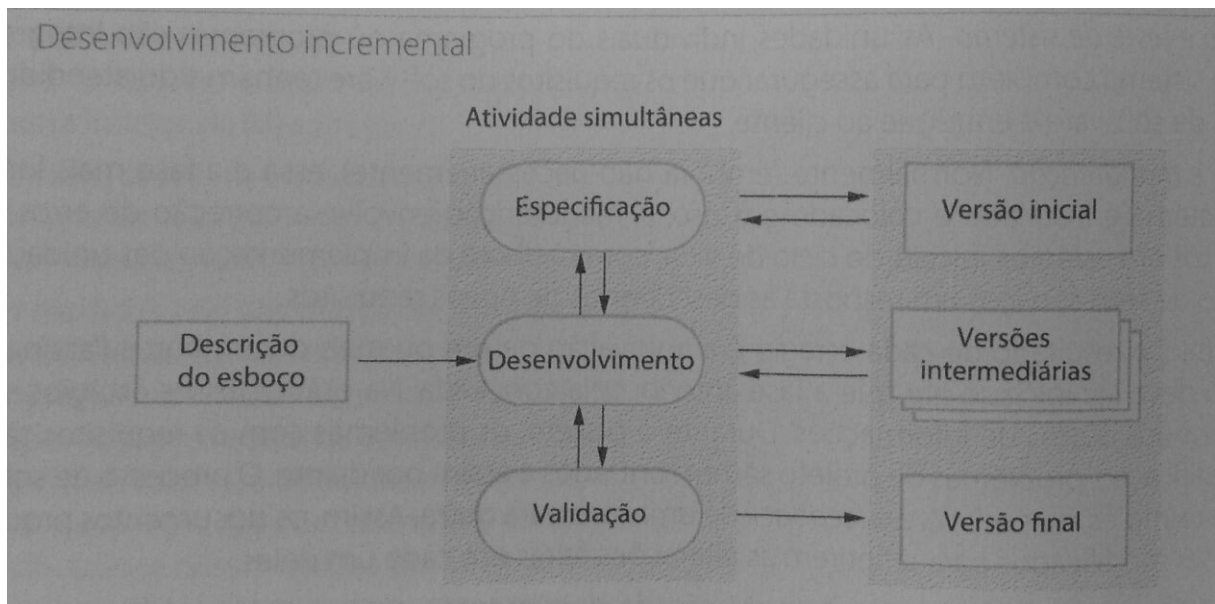 Desenvolvimento incremental
Atividade simultâneas
Especificação
Versão inicial
Descrição
do esboço
Desenvolvimento
Versões
intermediárias
Validação
Versão final